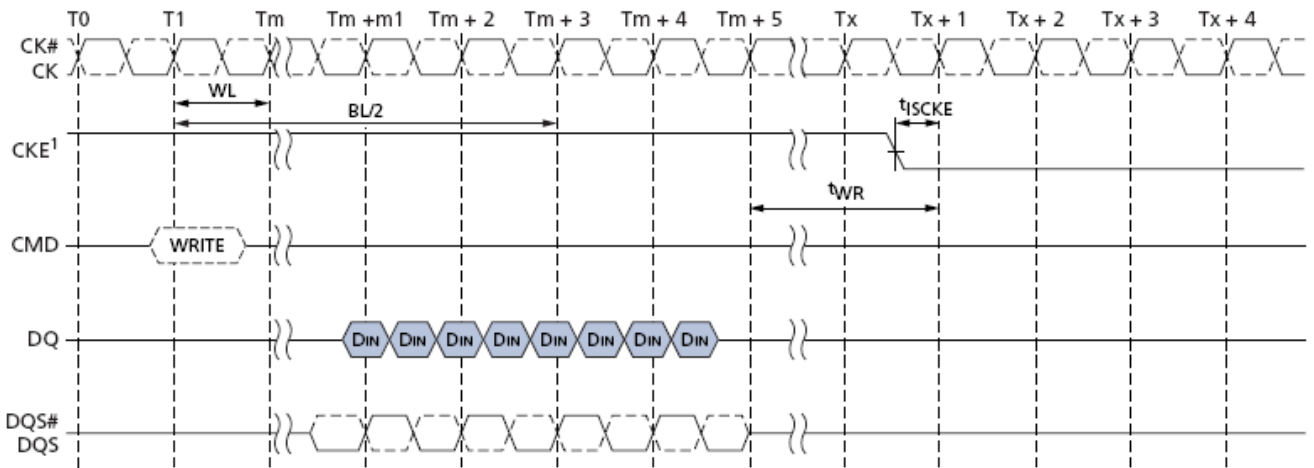 T0 T1 Tm Tm +m1 Tm + 2 Tm + 3 Tm + 4 Tm + 5 Tx Tx + 1 Tx + 2 Tx + 3 Tx + 4
CK#
CK
WL
BL/2
tISCKE
CKE1
tWR
CMD WRITE
DQ DIN DIN DIN DIN DIN DIN DIN DIN
DQS#
DQS